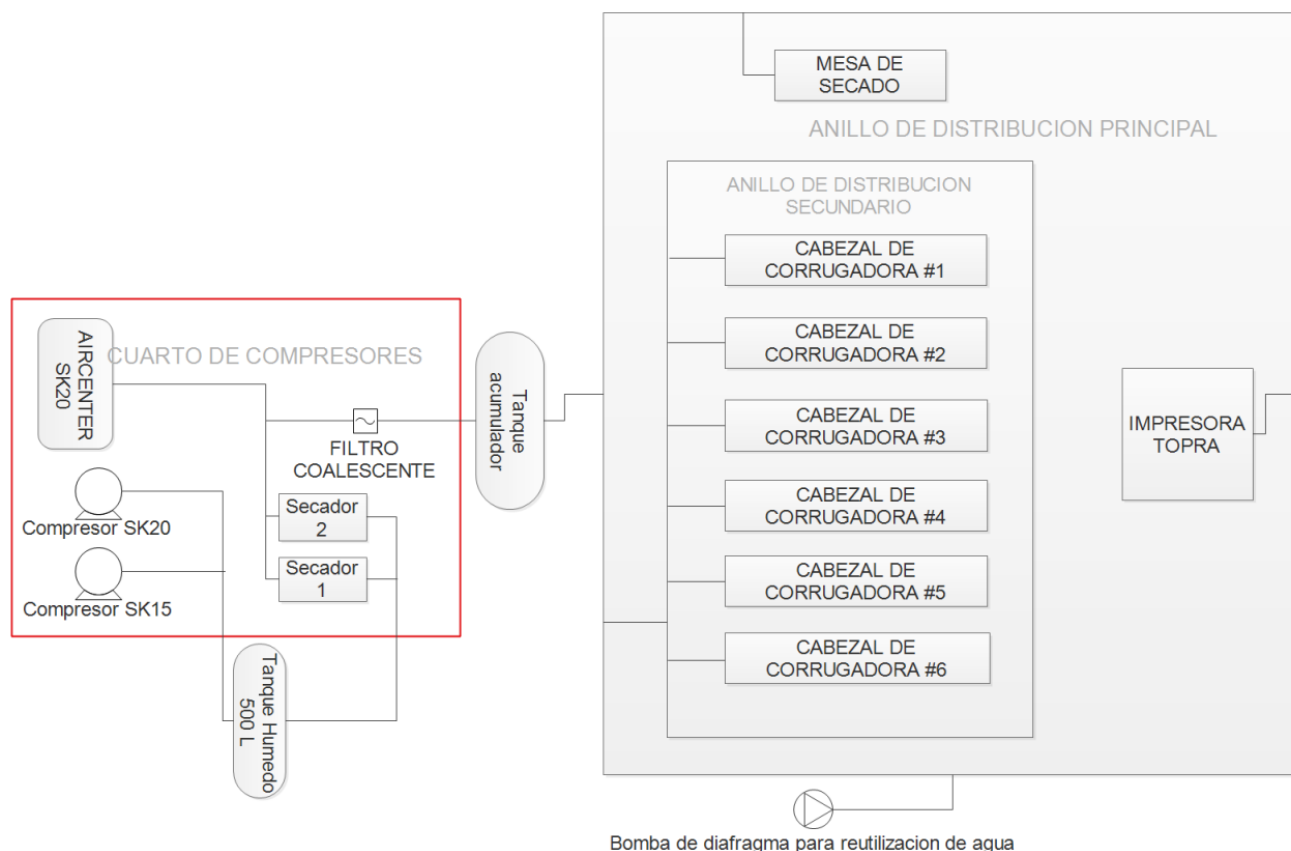 MESA DE
SECADO
ANILLO DE DISTRIBUCION PRINCIPAL
ANILLO DE DISTRIBUCION
SECUNDARIO
CABEZAL DE
CORRUGADORA #1
CABEZAL DE
CORRUGADORA #2
CABEZAL DE
CORRUGADORA #3
CABEZAL DE
CORRUGADORA #4
CABEZAL DE
CORRUGADORA #5
CABEZAL DE
CORRUGADORA #6
IMPRESORA
TOPRA
CUARTO DE COMPRESORES
AIRCENTER
SK20
FILTRO
COALESCENTE
Tanque
acumulador
Compresor SK20
Secador
2
Secador
1
Compresor SK15
Tanque Humedo
500 L
Bomba de diafragma para reutilizacion de agua